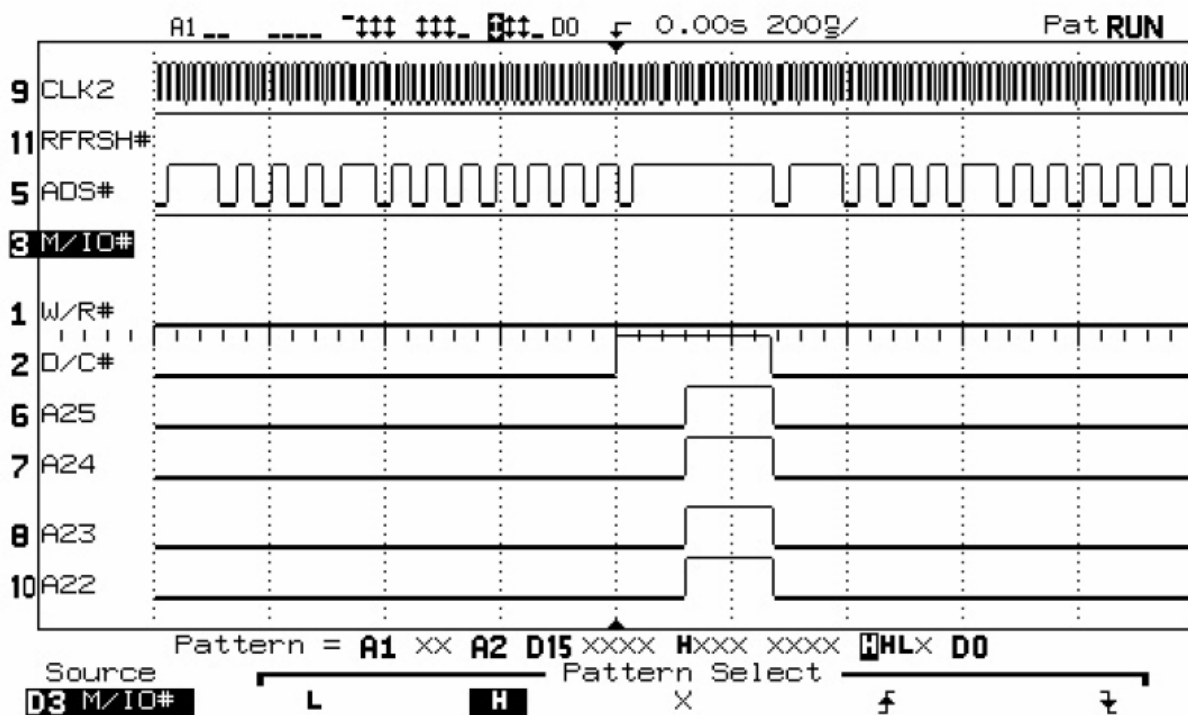 A1 D0 0.00s 200n/ Pat RUN
9 CLK2
11 RFRSH#
5 ADS#
3 M/IO#
1 W/R#
2 D/C#
6 A25
7 A24
8 A23
10 A22
Pattern = A1 XX A2 D15 XXXX HXXX XXXX HHLX D0
Source Pattern Select
D3 M/IO# L H X